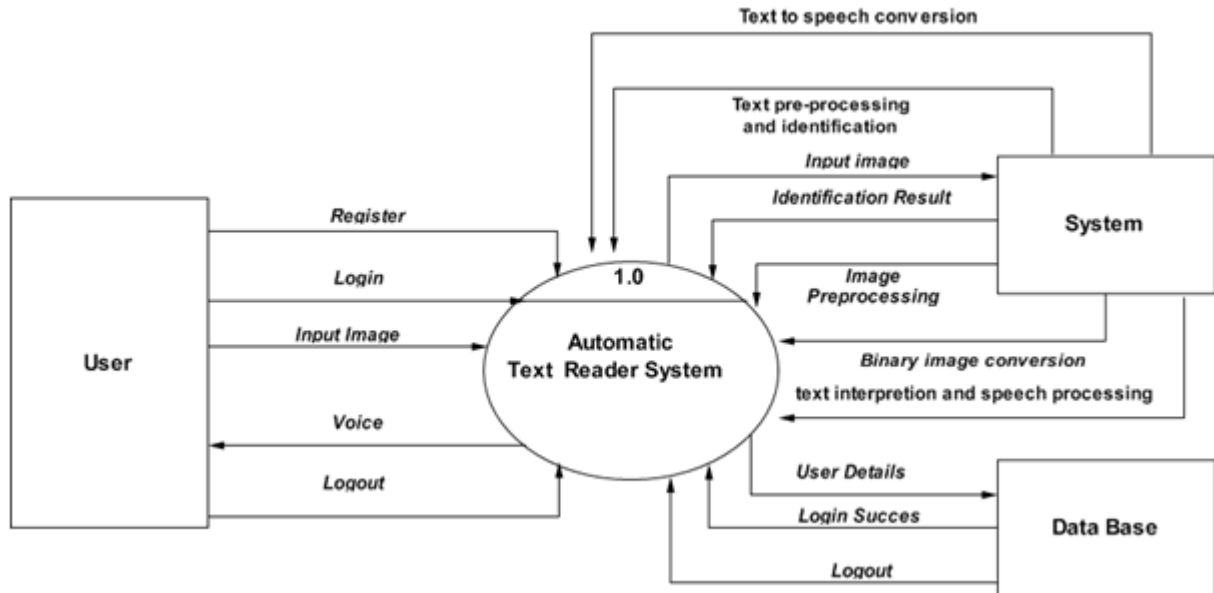 Text to speech conversion
Text pre-processing
and identification
Input image
Identification Result
System
Register
1.0
Image
Preprocessing
Login
Input Image
Automatic
Text Reader System
User
Binary image conversion
text interpretion and speech processing
Voice
User Details
Logout
Login Succes
Data Base
Logout